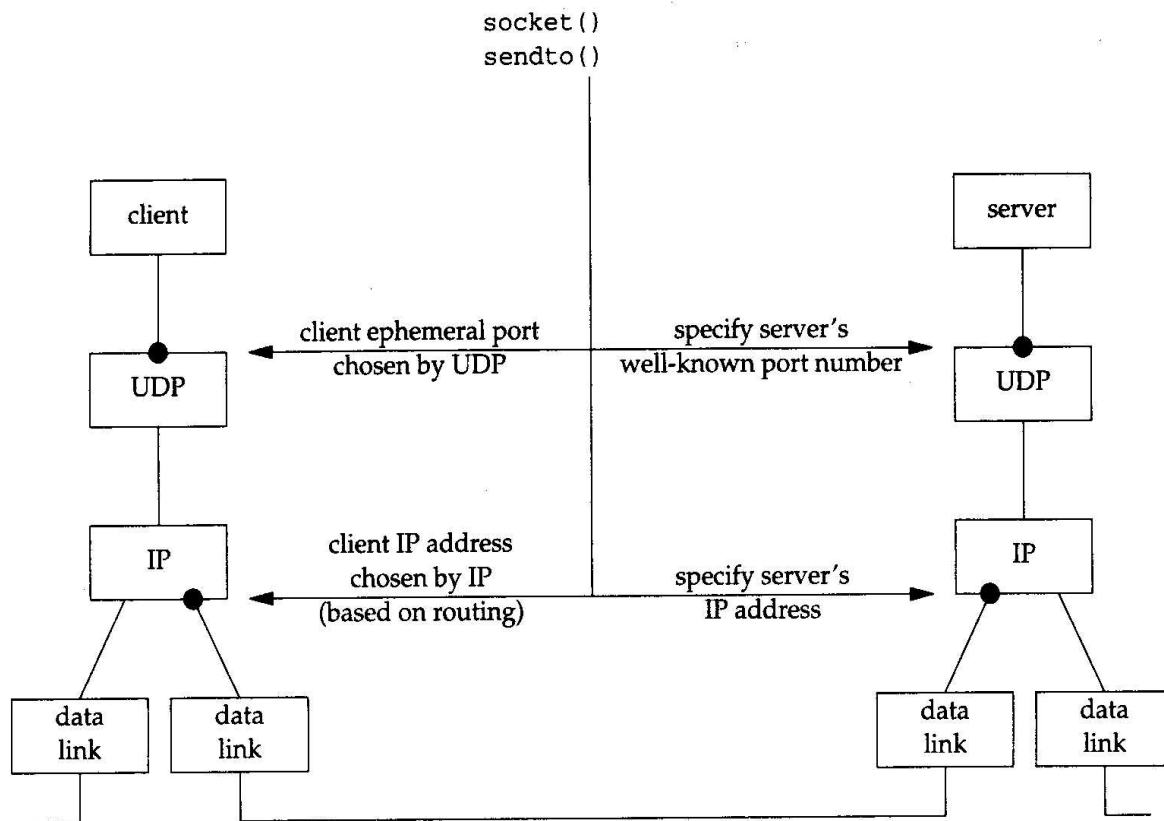 socket()
sendto()
client
server
client ephemeral port
chosen by UDP
specify server's
well-known port number
UDP
UDP
IP
client IP address
chosen by IP
(based on routing)
specify server's
IP address
IP
data
link
data
link
data
link
data
link